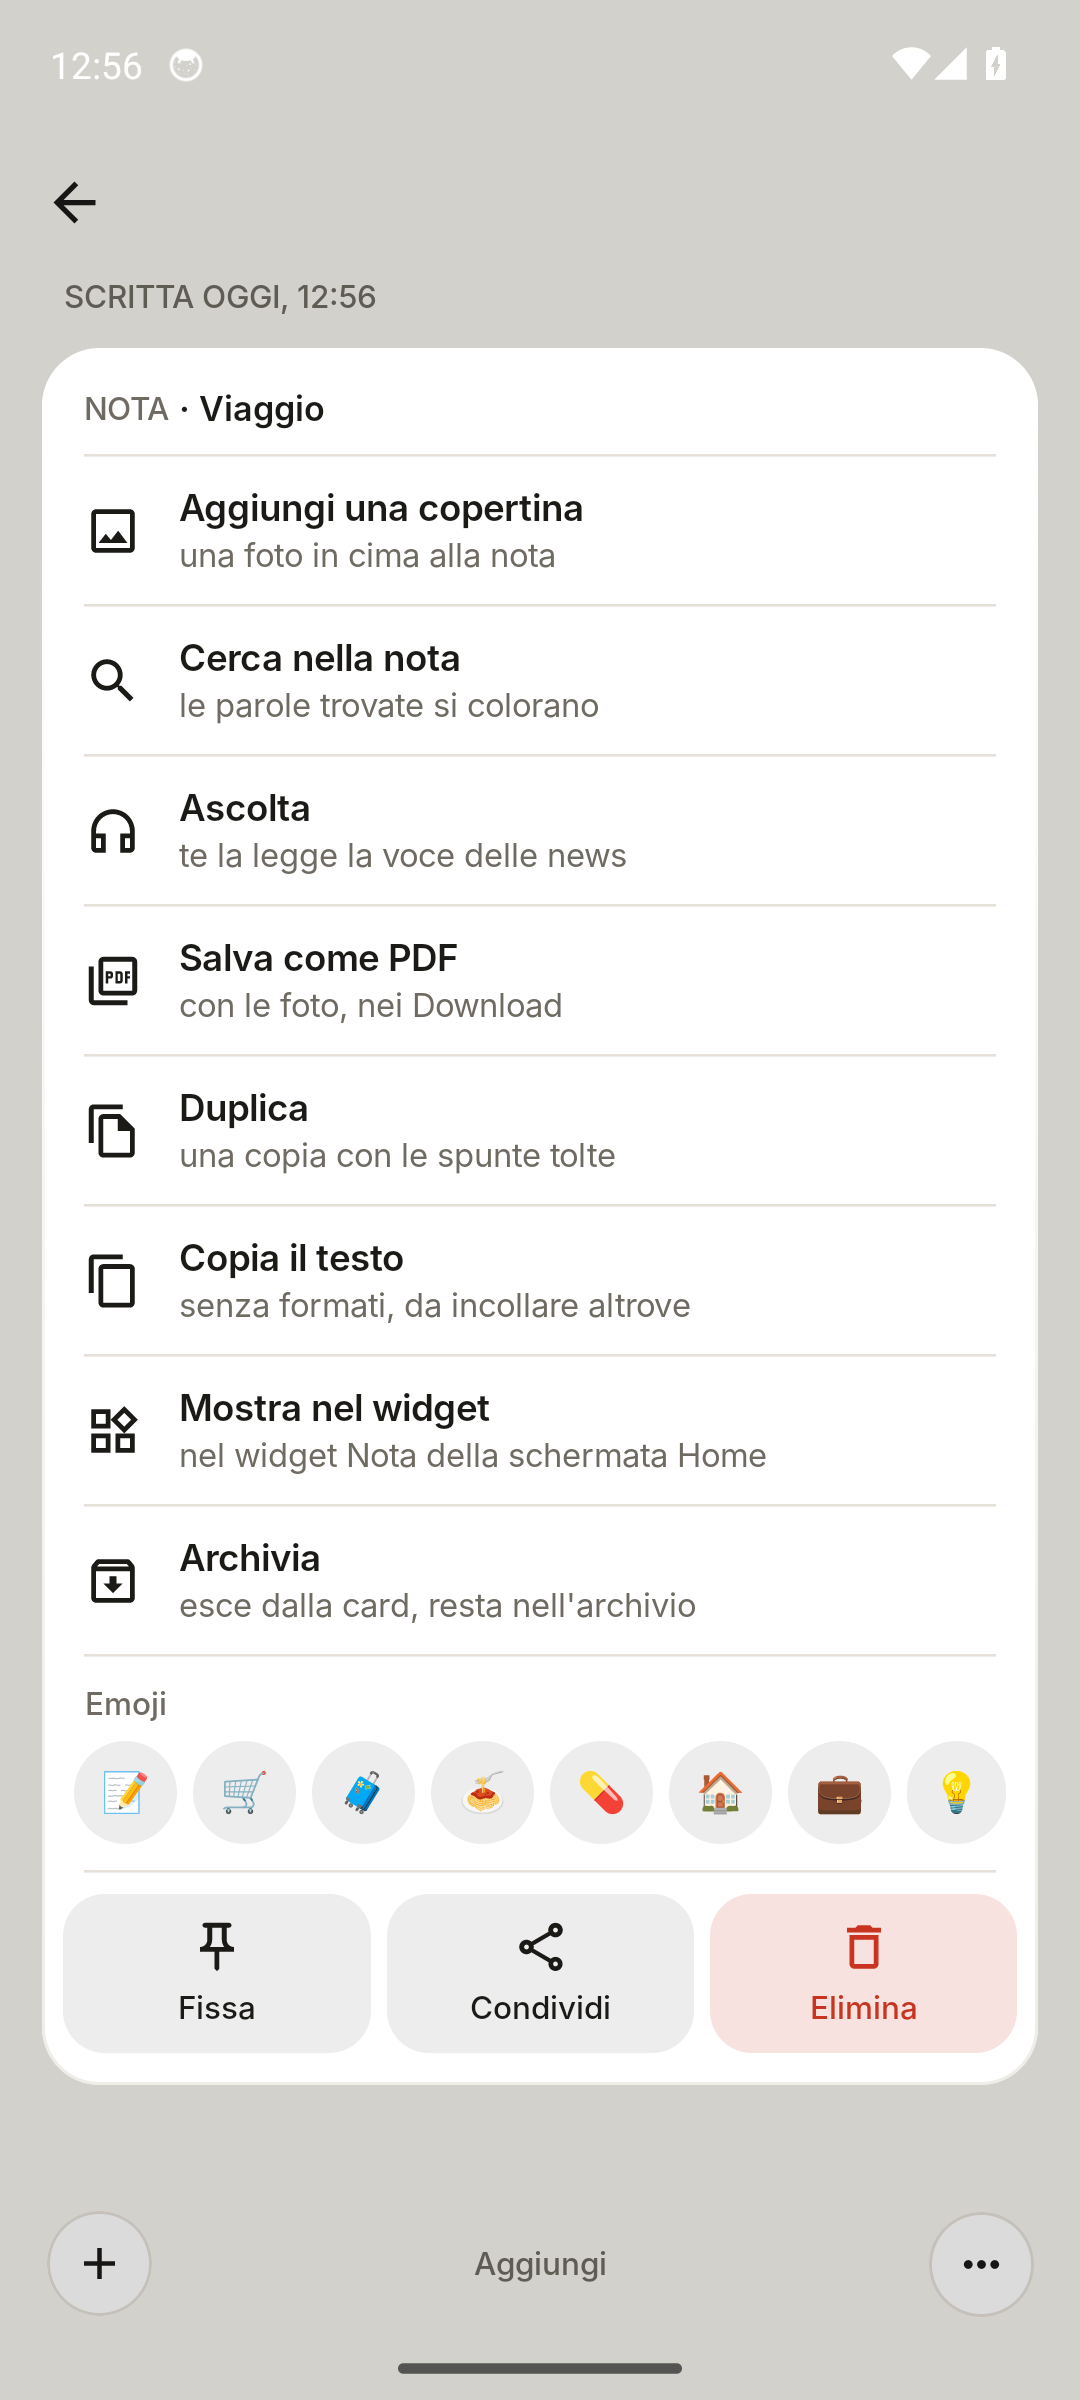 12:56
SCRITTA OGGI, 12:56
NOTA · Viaggio
Aggiungi una copertina
una foto in cima alla nota
Cerca nella nota
le parole trovate si colorano
Ascolta
te la legge la voce delle news
PDF
Salva come PDF
con le foto, nei Download
Duplica
una copia con le spunte tolte
Copia il testo
senza formati, da incollare altrove
Mostra nel widget
nel widget Nota della schermata Home
Archivia
esce dalla card, resta nell'archivio
Emoji
Fissa
Condividi
Elimina
Aggiungi